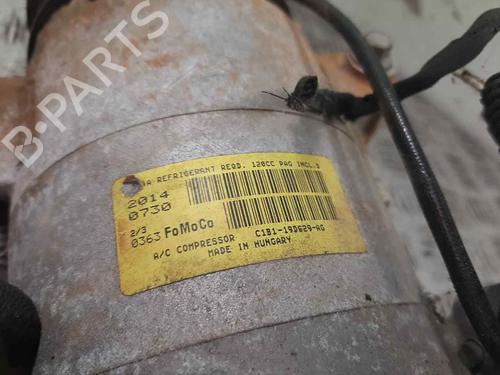 A REFRIGERANT REQD. 120CC PAG INCL.
2014
0730
2/3
0363 FoMoCo
A/C COMPRESSOR C1B1-19D629-AG
MADE IN HUNGARY
B-PARTS